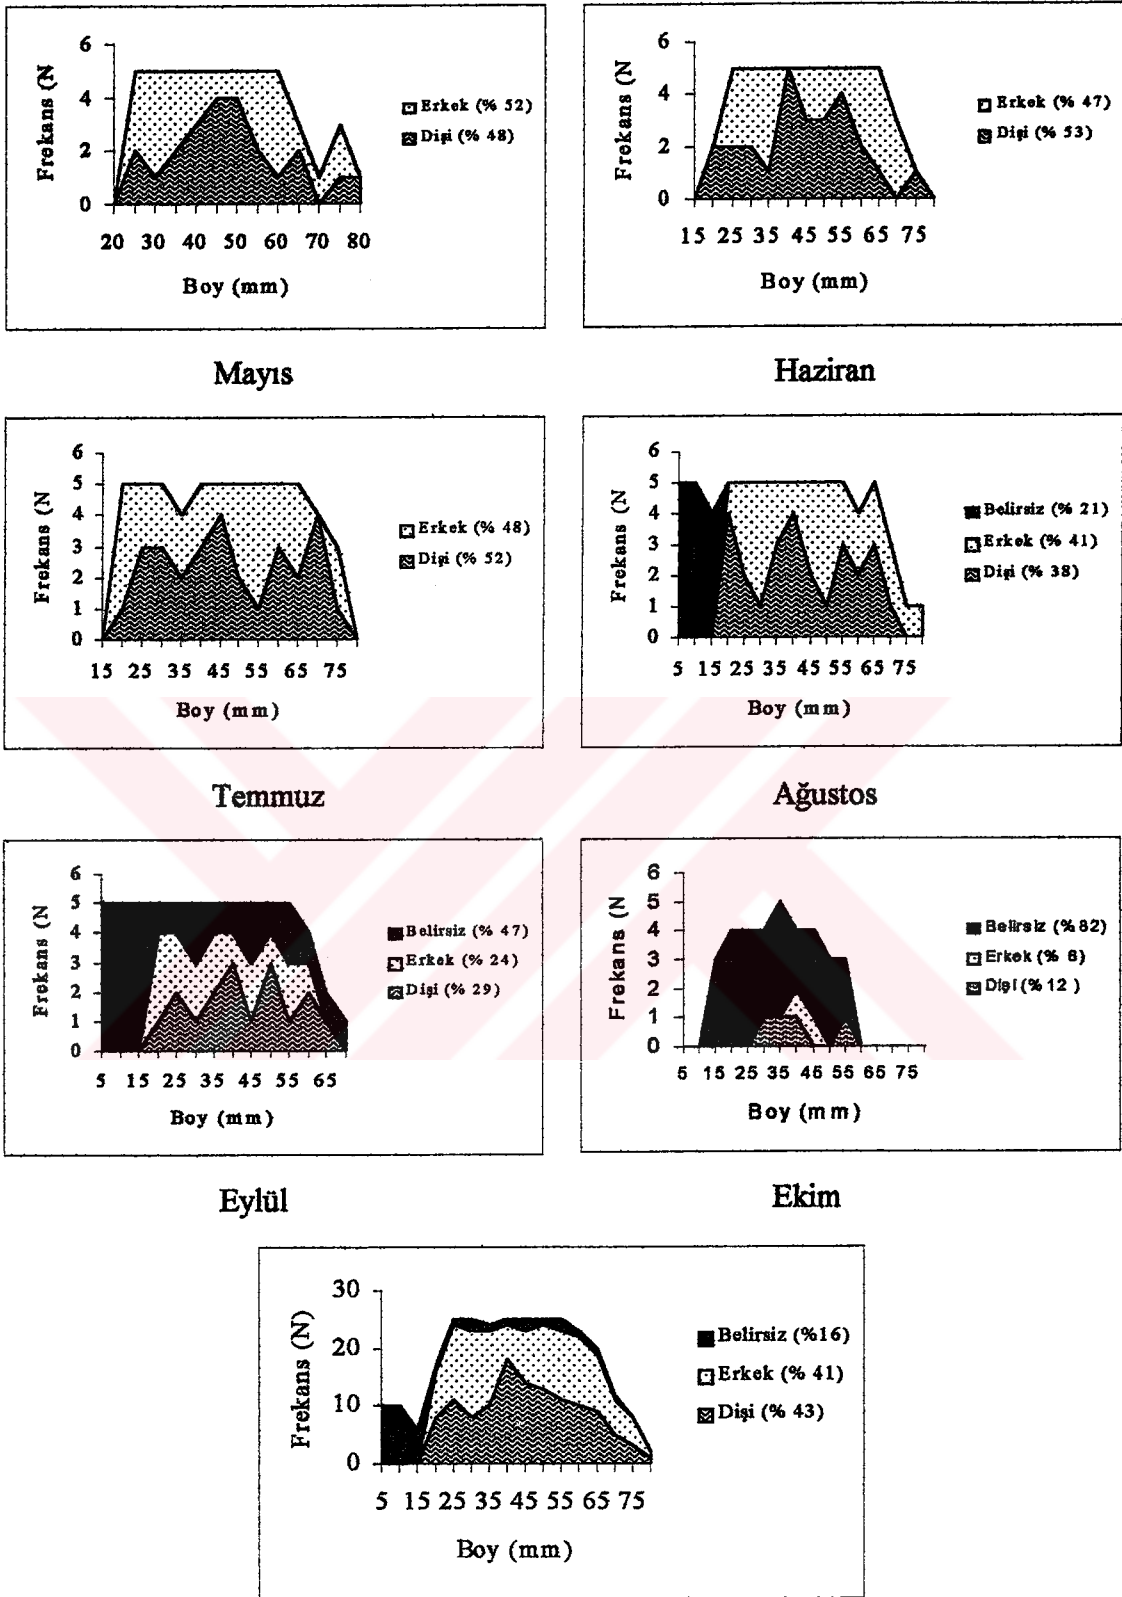 6
4
2
0
Frekans (N
20 30 40 50 60 70 80
Boy (mm)
Erkek (% 52)
Dişi (% 48)
Mayıs
6
4
2
0
Frekans (N
15 25 35 45 55 65 75
Boy (mm)
Erkek (% 47)
Dişi (% 53)
Haziran
6
5
4
3
2
1
0
Frekans (N
15 25 35 45 55 65 75
Boy (mm)
Erkek (% 48)
Dişi (% 52)
Temmuz
6
5
4
3
2
1
0
Frekans (N
5 15 25 35 45 55 65 75
Boy (mm)
Belirsiz (% 21)
Erkek (% 41)
Dişi (% 38)
Ağustos
6
5
4
3
2
1
0
Frekans (N
5 15 25 35 45 55 65
Boy (mm)
Belirsiz (% 47)
Erkek (% 24)
Dişi (% 29)
Eylül
6
5
4
3
2
1
0
Frekans (N
5 15 25 35 45 55 65 75
Boy (mm)
Belirsiz (% 82)
Erkek (% 6)
Dişi (% 12 )
Ekim
30
20
10
0
Frekans (N)
5 15 25 35 45 55 65 75
Boy (mm)
Belirsiz (%16)
Erkek (% 41)
Dişi (% 43)